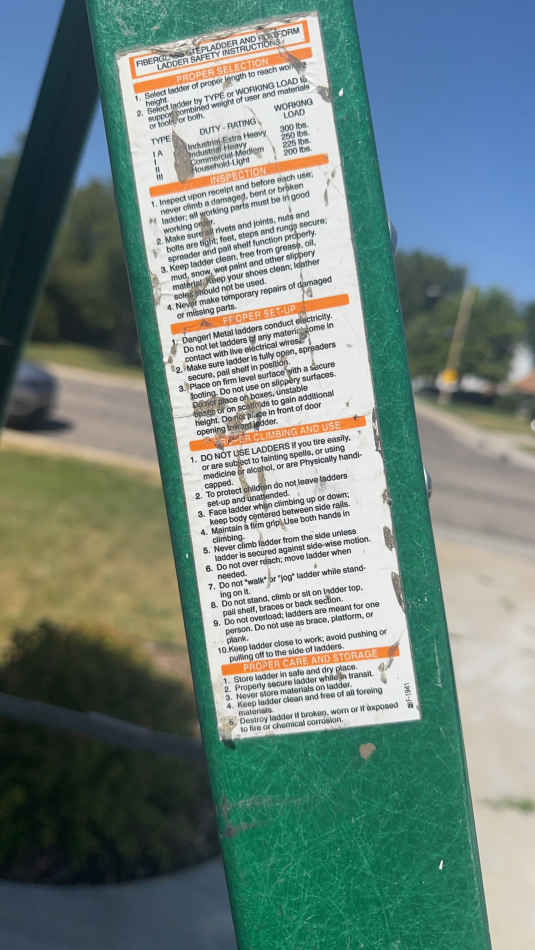 FIBERGLASS STEPLADDER AND PLATFORM
LADDER SAFETY INSTRUCTIONS
PROPER SELECTION
1. Select ladder of proper length to reach working
height.
2. Select ladder by TYPE or WORKING LOAD to
support combined weight of user and materials
or tools or both.
TYPE DUTY - RATING WORKING LOAD
I A Industrial Extra Heavy 300 lbs.
I Industrial Heavy 250 lbs.
II Commercial-Medium 225 lbs.
III Household-Light 200 lbs.
INSPECTION
1. Inspect upon receipt and before each use;
never climb a damaged, bent or broken
ladder; all working parts must be in good
working order.
2. Make sure all rivets and joints, nuts and
bolts are tight; feet, steps and rungs secure;
spreader and pail shelf function properly.
3. Keep ladder clean, free from grease, oil,
mud, snow, wet paint and other slippery
material. Keep your shoes clean; leather
soles should not be used.
4. Never make temporary repairs of damaged
or missing parts.
PROPER SET-UP
1. Danger! Metal ladders conduct electricity.
Do not let ladders of any material come in
contact with live electrical wires.
2. Make sure ladder is fully open, spreaders
secure, pail shelf in position.
3. Place on firm level surface with a secure
footing. Do not use on slippery surfaces.
Do not place on boxes, unstable
bases or on scaffolds to gain additional
height. Do not place in front of door
opening toward ladder.
PROPER CLIMBING AND USE
1. DO NOT USE LADDERS if you tire easily,
or are subject to fainting spells, or using
medicine or alcohol, or are Physically handi-
capped.
2. To protect children do not leave ladders
set-up and unattended.
3. Face ladder when climbing up or down;
keep body centered between side rails.
4. Maintain a firm grip. Use both hands in
climbing.
5. Never climb ladder from the side unless
ladder is secured against side-wise motion.
6. Do not over reach; move ladder when
needed.
7. Do not "walk" or "jog" ladder while stand-
ing on it.
8. Do not stand, climb or sit on ladder top,
pail shelf, braces or back section.
9. Do not overload; ladders are meant for one
person. Do not use as brace, platform, or
plank.
10. Keep ladder close to work; avoid pushing or
pulling off to the side of ladders.
PROPER CARE AND STORAGE
1. Store ladder in safe and dry place.
2. Properly secure ladder while in transit.
3. Never store materials on ladder.
4. Keep ladder clean and free of all foreing
materials.
5. Destroy ladder if broken, worn or if exposed
to fire or chemical corrosion.